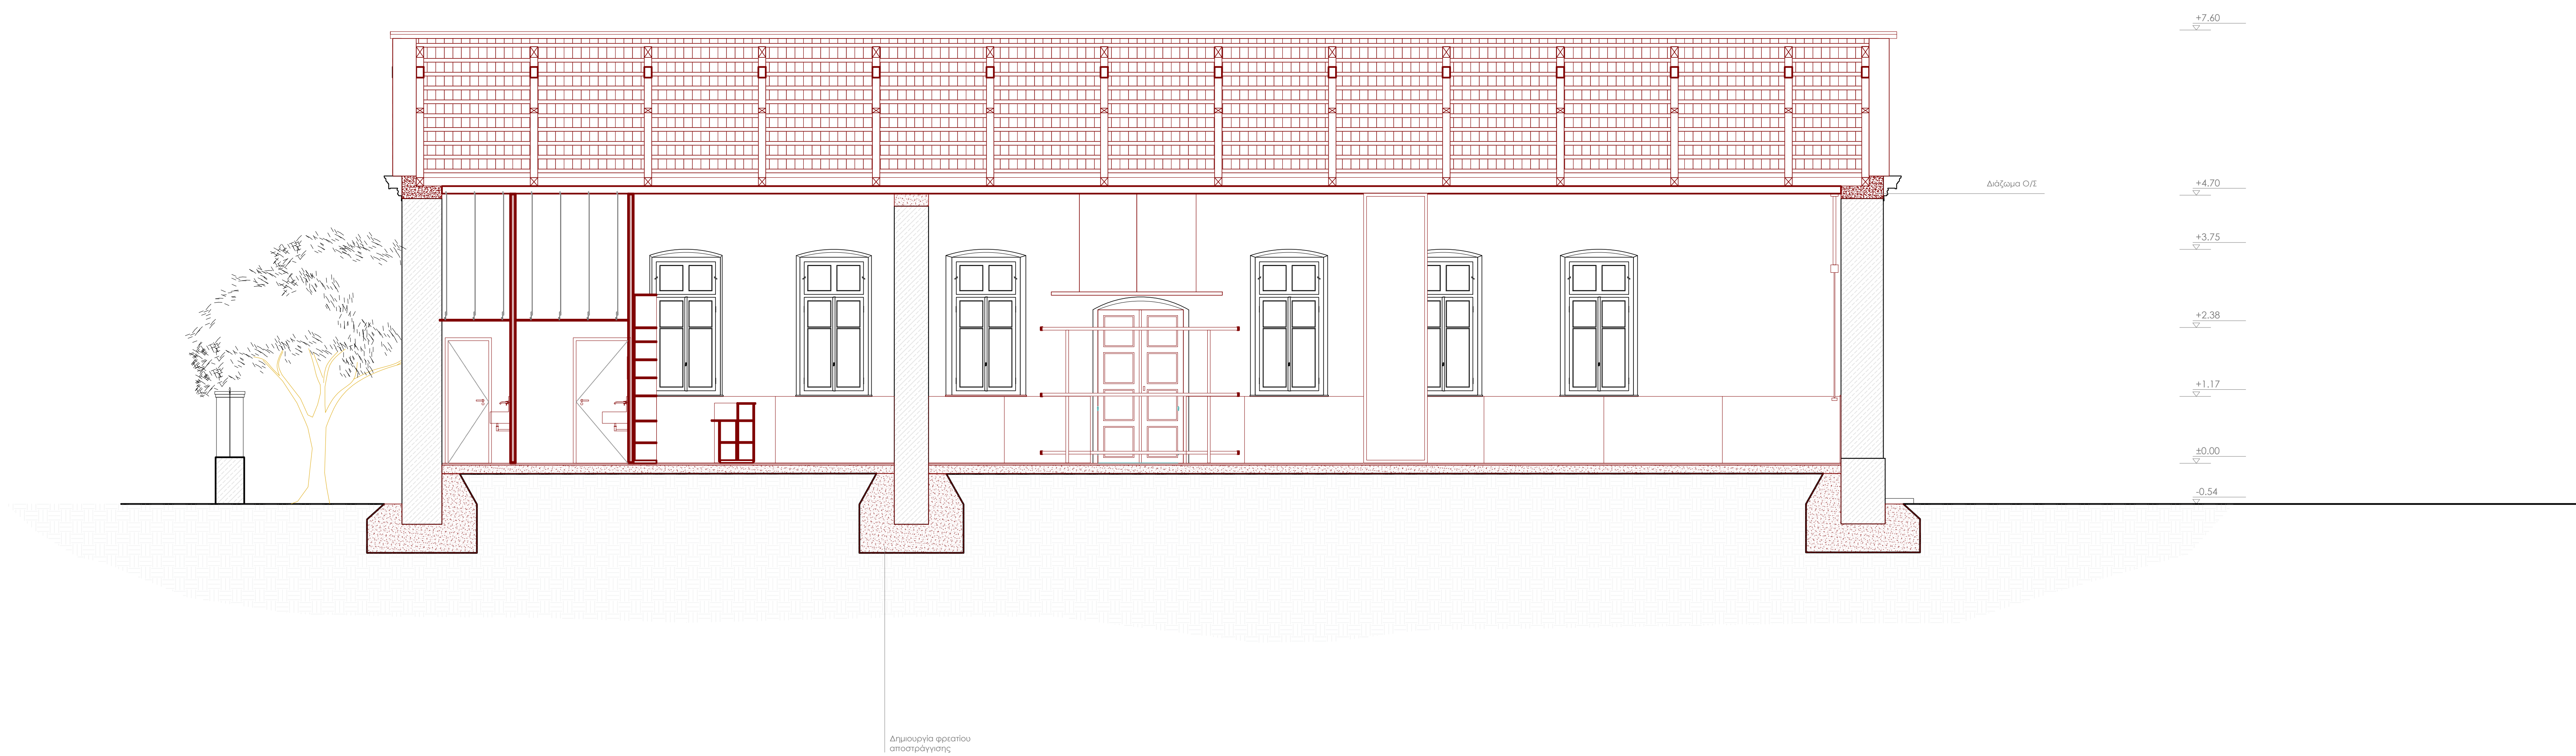 +7.60
Διάζωμα Ο/Σ
+4.70
+3.75
+2.38
+1.17
±0.00
-0.54
Δημιουργία φρεατίου
αποστράγγισης